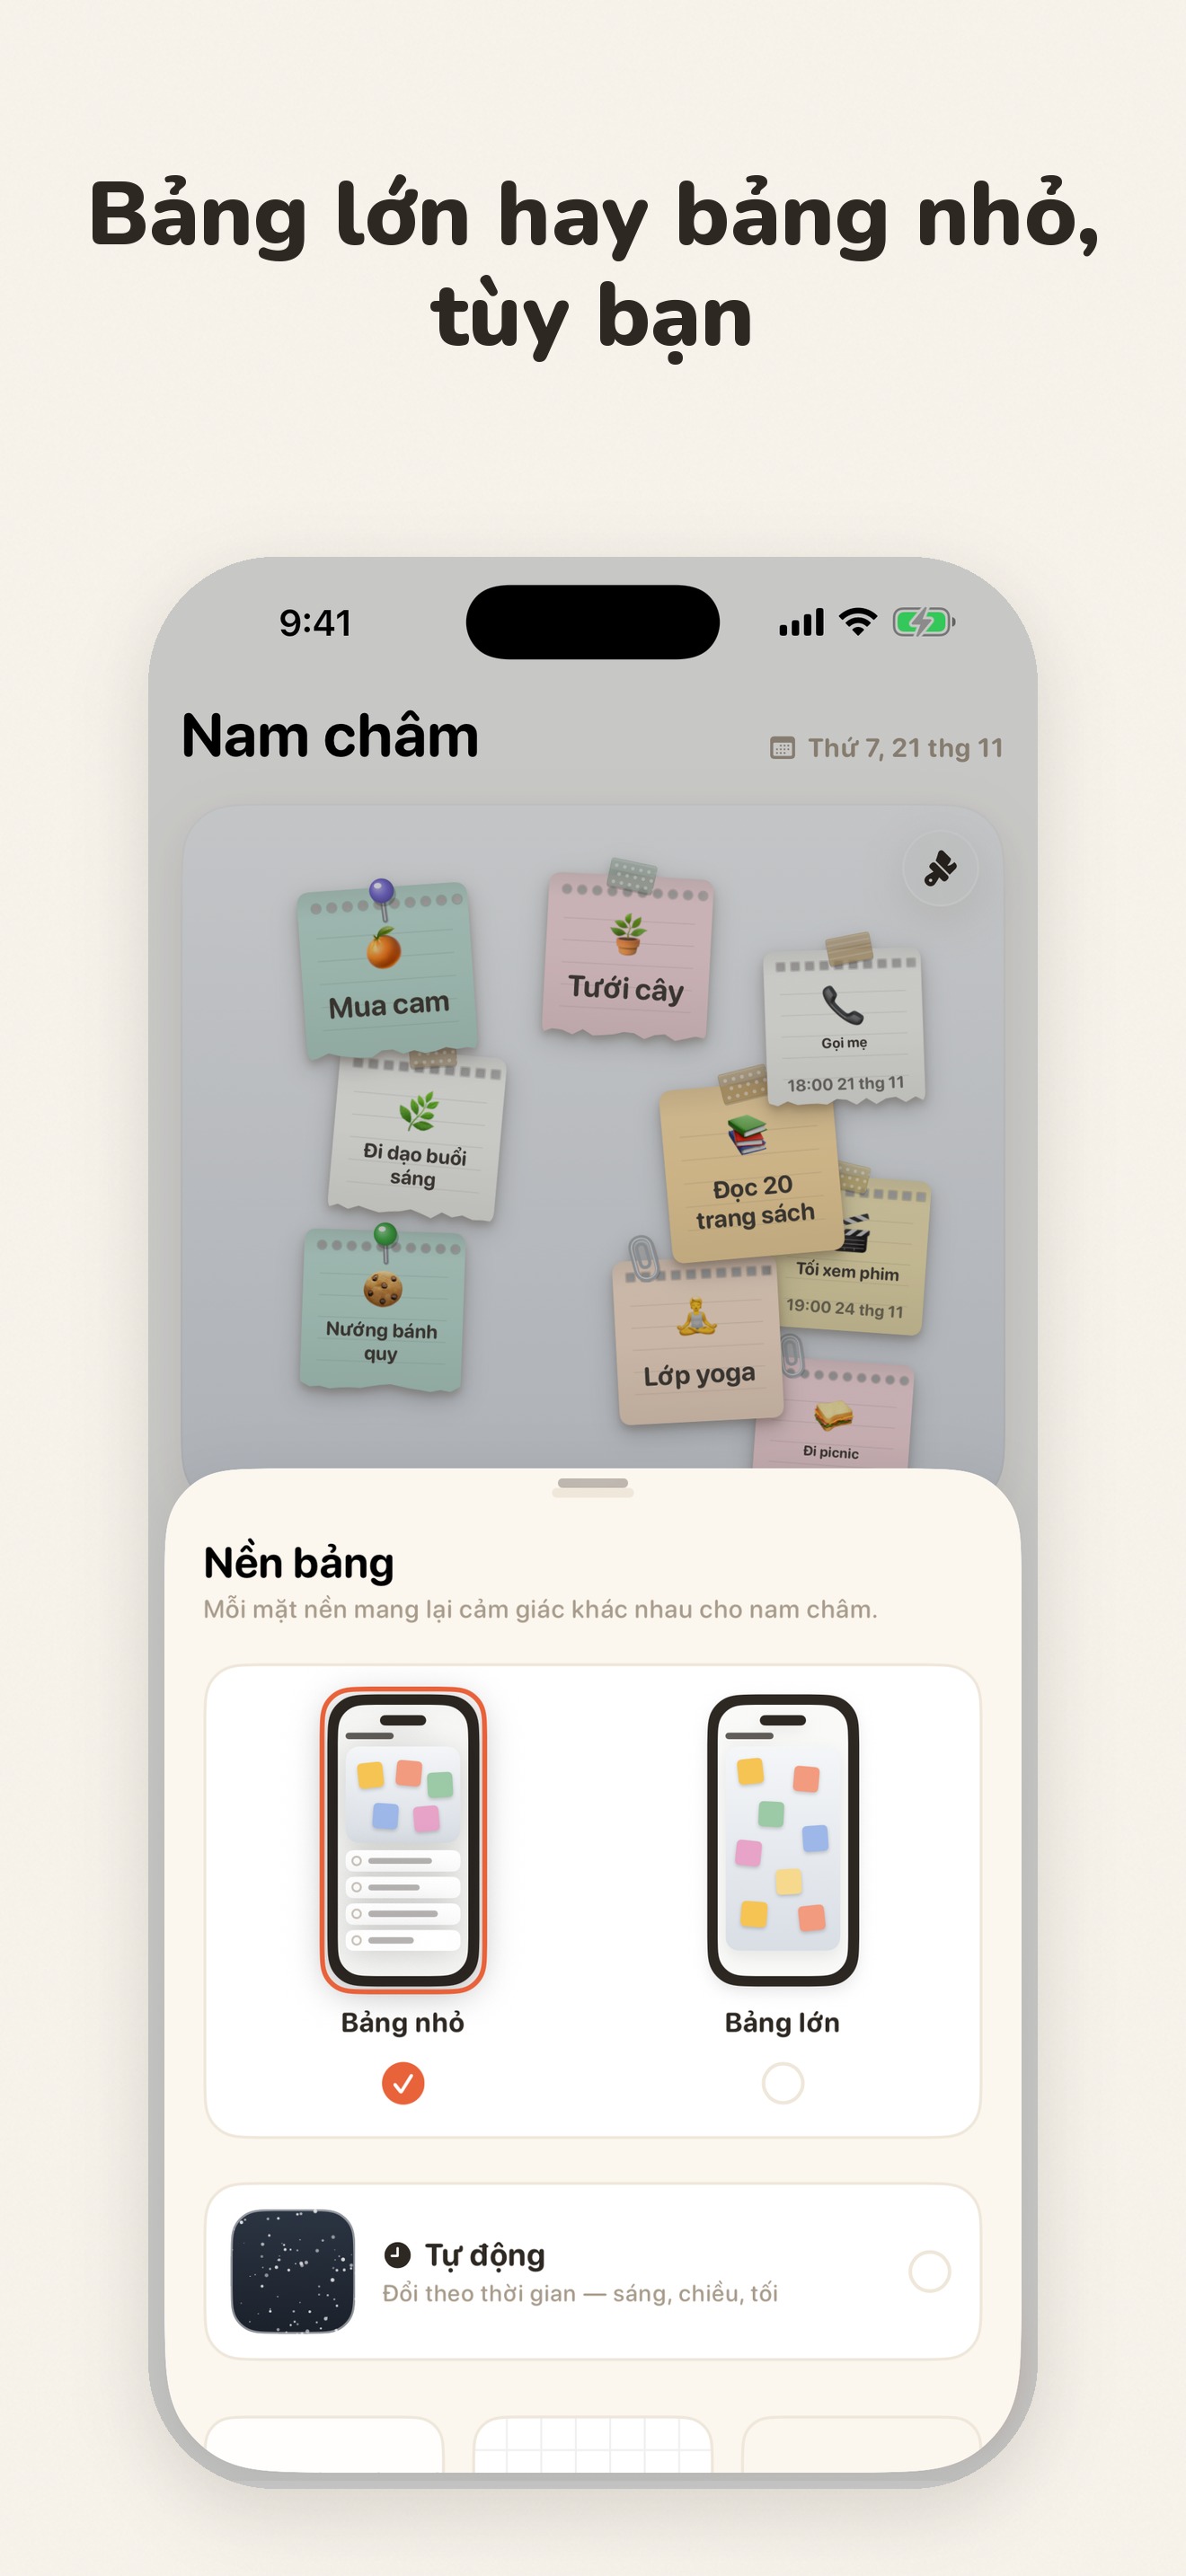 Bảng lớn hay bảng nhỏ,
tùy bạn
9:41
Nam châm
Thứ 7, 21 thg 11
Mua cam
Tưới cây
Gọi mẹ
18:00 21 thg 11
Đi dạo buổi
sáng
Đọc 20
trang sách
Tối xem phim
19:00 24 thg 11
Nướng bánh
quy
Lớp yoga
Đi picnic
Nền bảng
Mỗi mặt nền mang lại cảm giác khác nhau cho nam châm.
Bảng nhỏ
Bảng lớn
Tự động
Đổi theo thời gian — sáng, chiều, tối